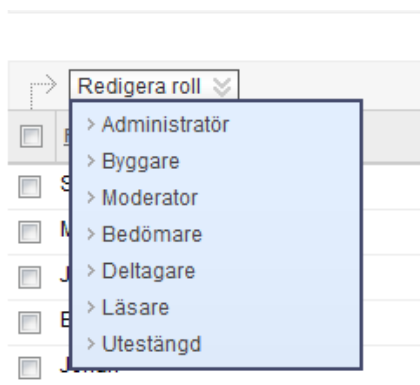 Redigera roll
> Administratör
> Byggare
> Moderator
> Bedömare
> Deltagare
> Läsare
> Utestängd